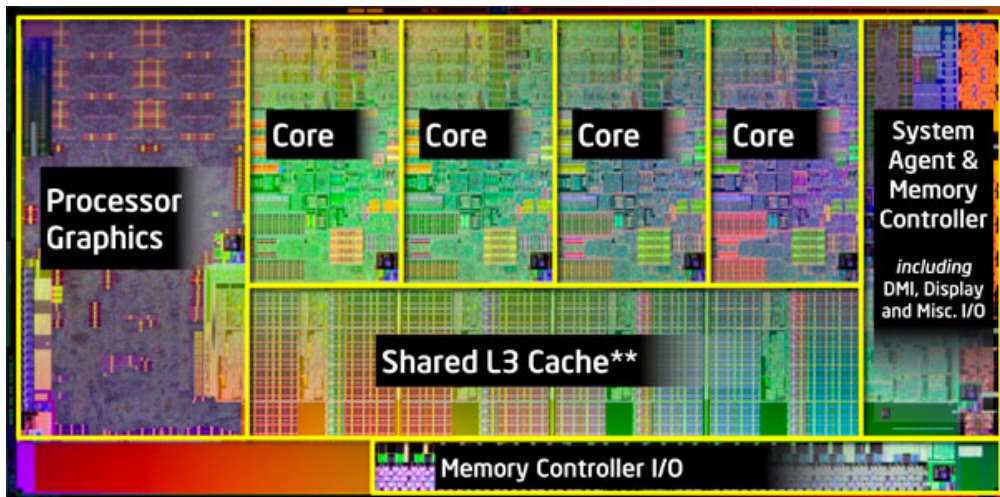 Processor
Graphics
Core
Core
Core
Core
System
Agent &
Memory
Controller
including
DMI, Display
and Misc. I/O
Shared L3 Cache**
Memory Controller I/O